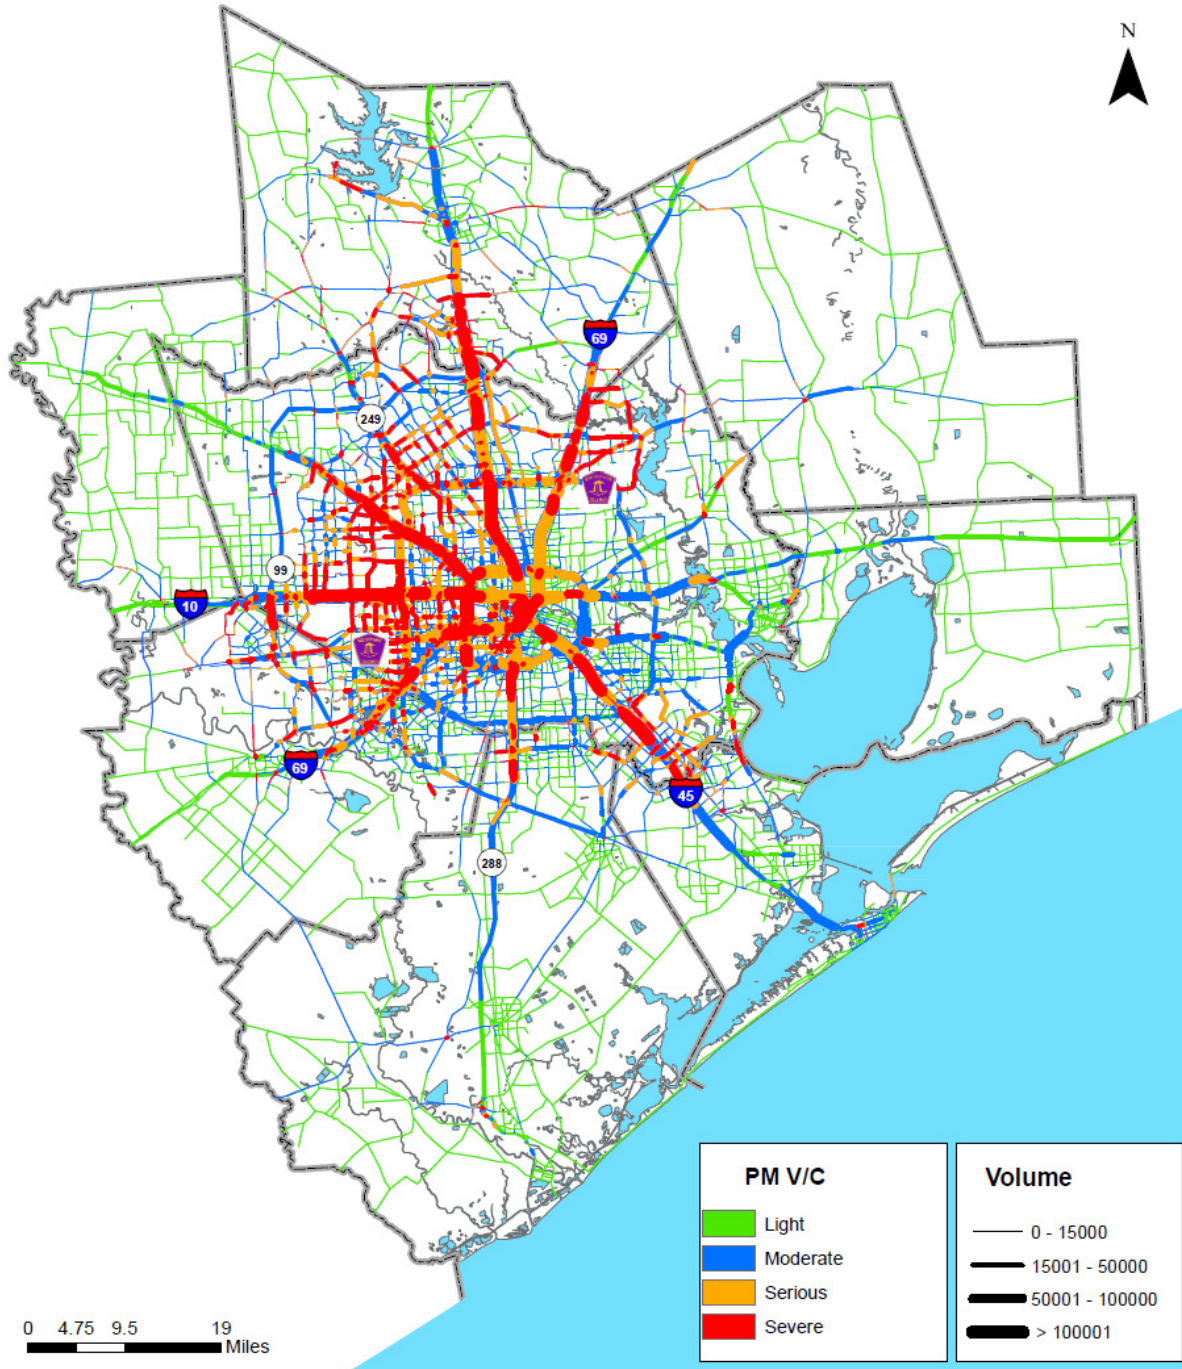 N
69
249
99
10
69
45
288
PM V/C
Light
Moderate
Serious
Severe
Volume
0 - 15000
15001 - 50000
50001 - 100000
> 100001
0 4.75 9.5 19
Miles